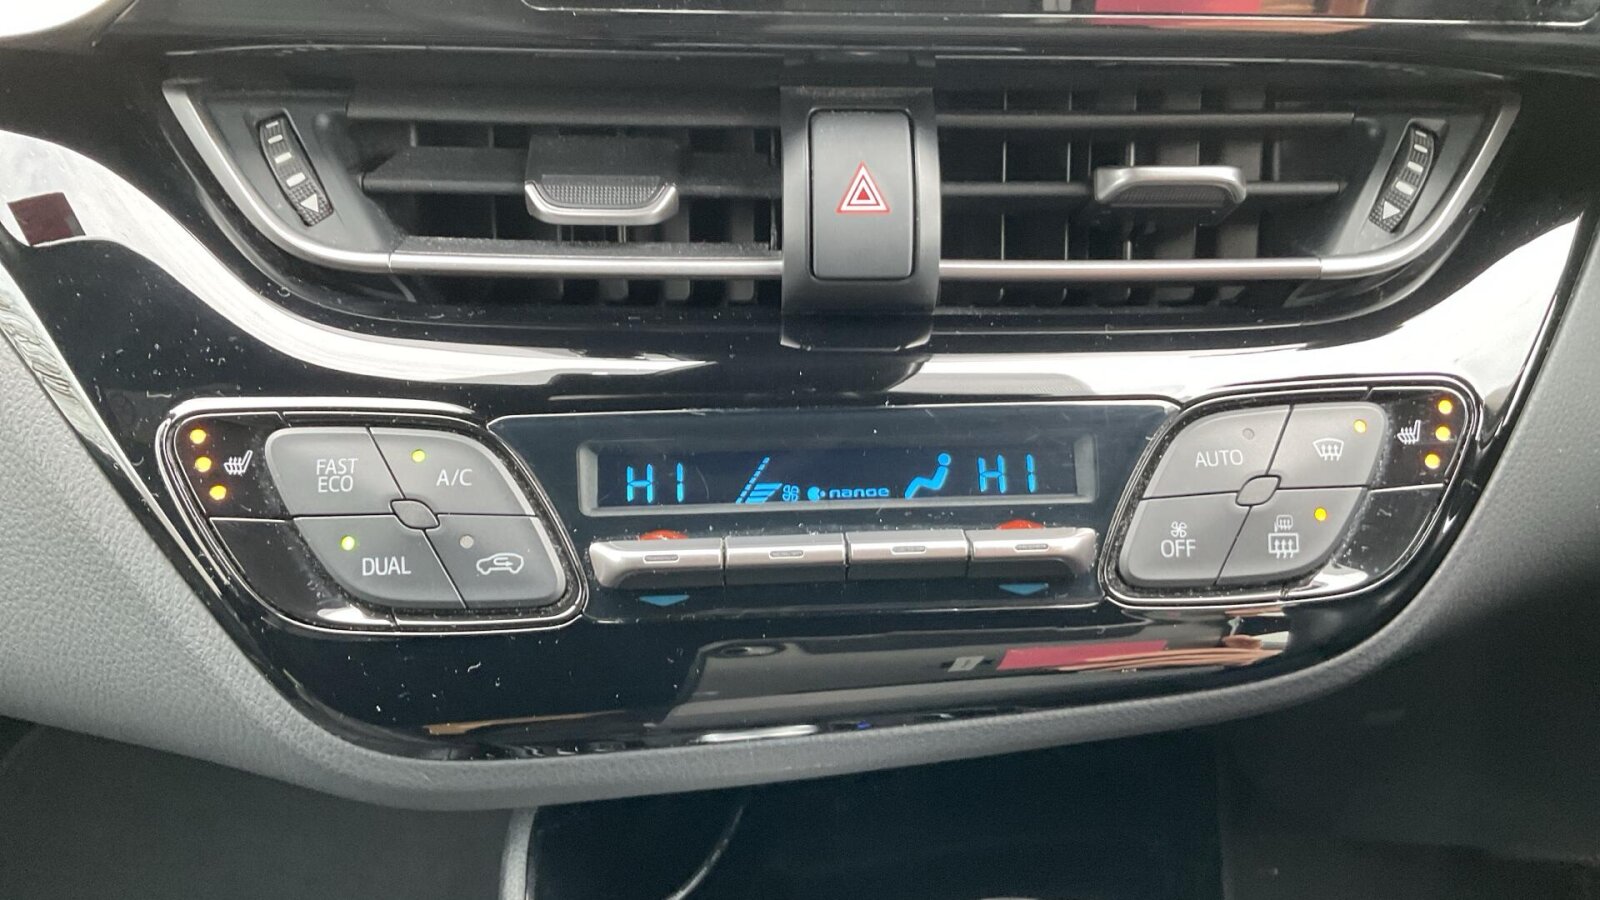 FAST
ECO
A/C
DUAL
HI
nanoe
HI
AUTO
OFF